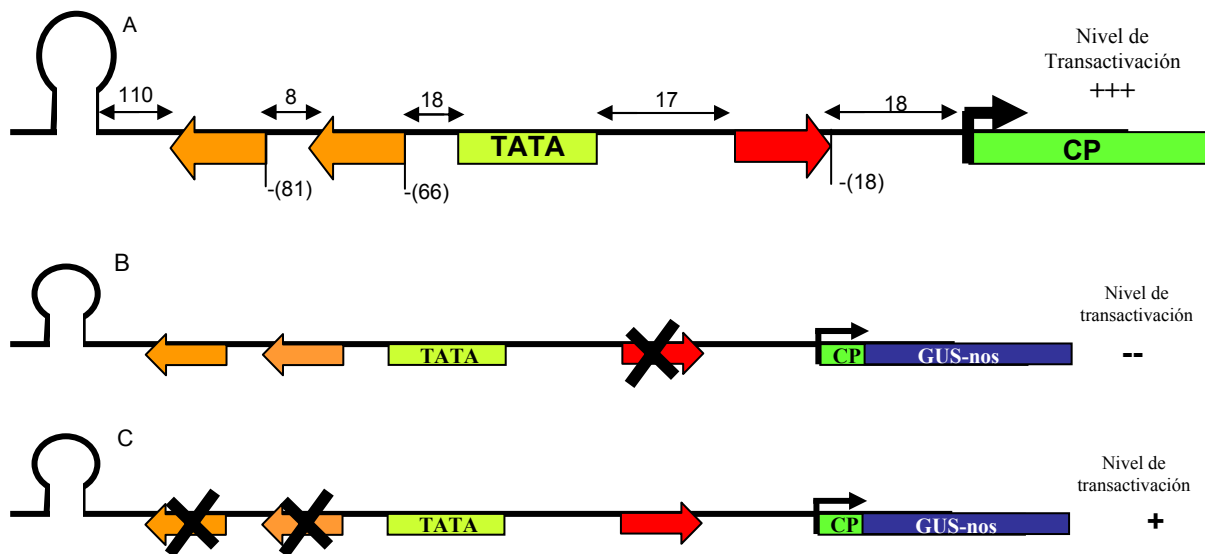 A
Nivel de
Transactivación
+++
110
8
18
17
18
TATA
CP
-(81)
-(66)
-(18)
B
Nivel de
transactivación
--
TATA
CP
GUS-nos
C
Nivel de
transactivación
+
TATA
CP
GUS-nos